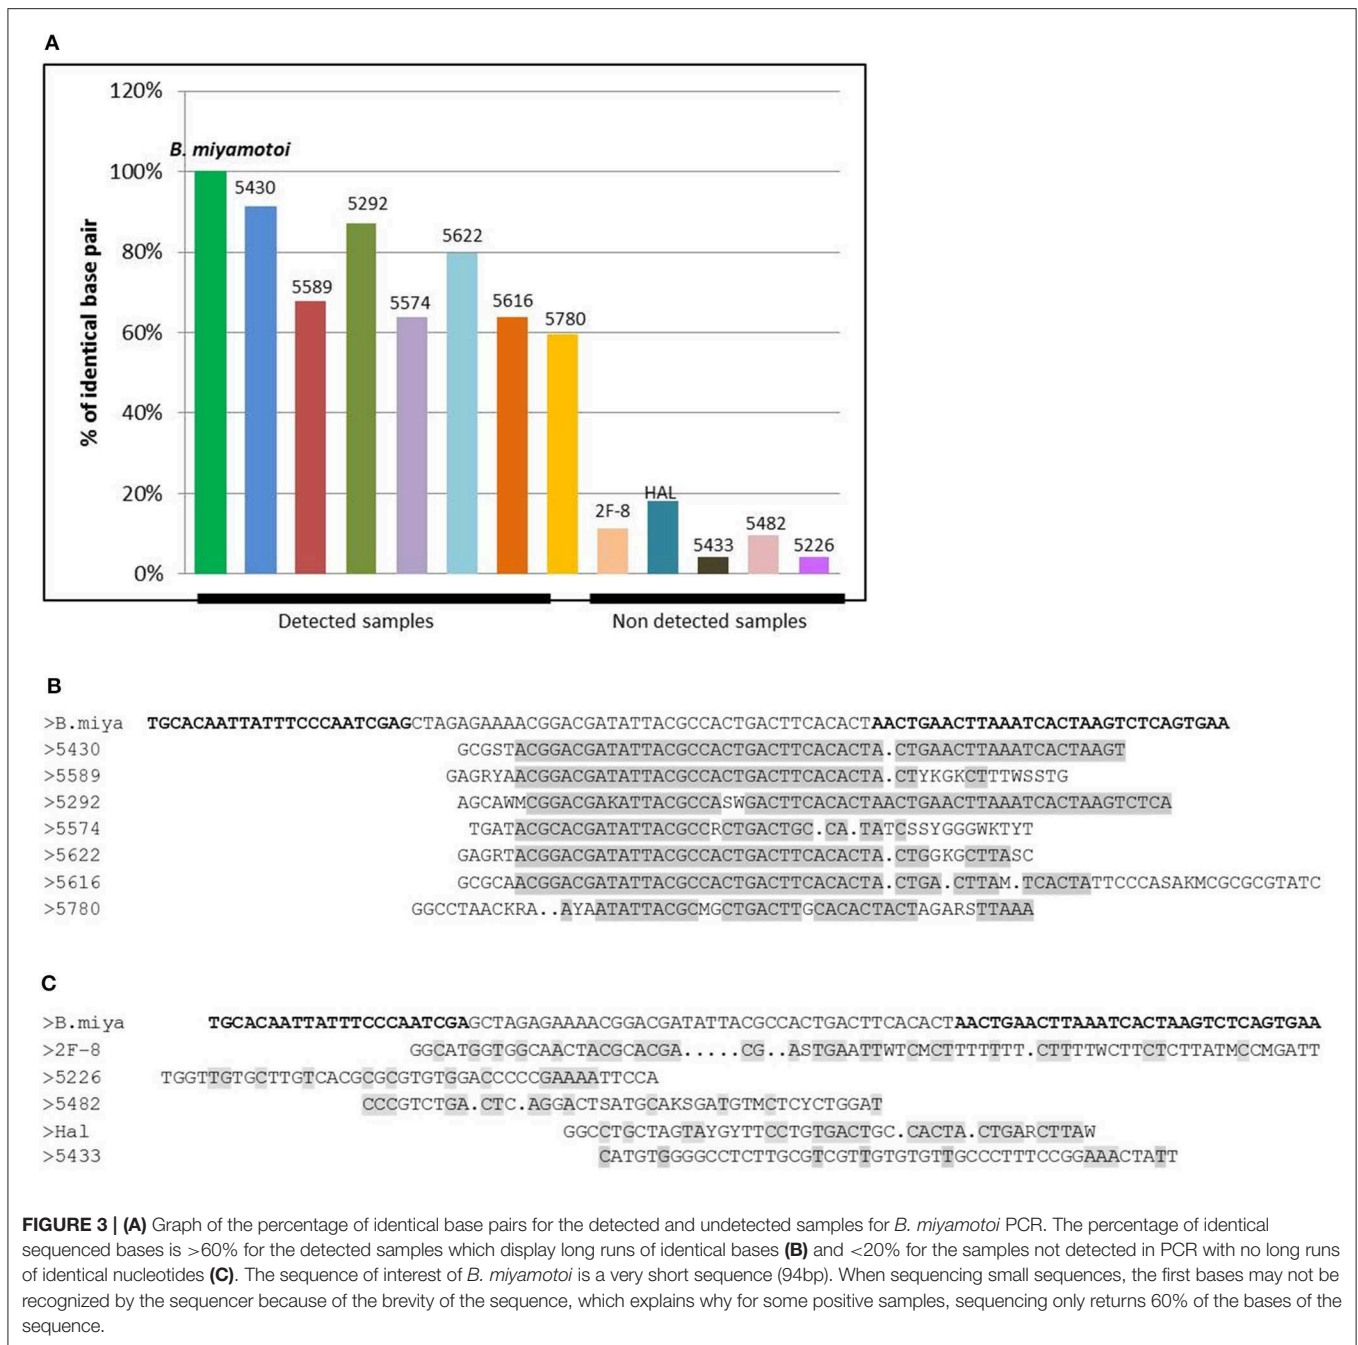 A
120%
100%
80%
60%
40%
20%
0%
% of identical base pair
B. miyamotoi
5430
5589
5292
5574
5622
5616
5780
2F-8
HAL
5433
5482
5226
Detected samples
Non detected samples
B
>B.miya TGCACAATTATTTCCCAATCGAGCTAGAGAAAACGGACGATATTACGCCACTGACTTCACACTAACTGAACTTAAATCACTAAGTCTCAGTGAA
>5430 GCGSTACGGACGATATTACGCCACTGACTTCACACTA.CTGAACTTAAATCACTAAGT
>5589 GAGRYAACGGACGATATTACGCCACTGACTTCACACTA.CTYKGKCTTTWSSTG
>5292 AGCAWMCGGACGAKATTACGCCASWGACTTCACACTAACTGAACTTAAATCACTAAGTCTCA
>5574 TGATACGCACGATATTACGCCRCTGACTGC.CA.TATCSSYGGGWKTYT
>5622 GAGRTACGGACGATATTACGCCACTGACTTCACACTA.CTGGKGCTTASC
>5616 GCGCAACGGACGATATTACGCCACTGACTTCACACTA.CTGA.CTTAM.TCACTATTCCCASAKMCGCGCGTATC
>5780 GGCCTAACKRA..AYAATATTACGCMGCTGACTTGCACACTACTAGARSTTAAA
C
>B.miya TGCACAATTATTTCCCAATCGAGCTAGAGAAAACGGACGATATTACGCCACTGACTTCACACTAACTGAACTTAAATCACTAAGTCTCAGTGAA
>2F-8 GGCATGGTGGCAACTACGCACGA.....CG..ASTGAATTWTCMCTTTTTTT.CTTTTWCTTCTCTTATMCCMGATT
>5226 TGGTTGTGCTTGTCACGCGCGTGTGGACCCCCGAAAATTCCA
>5482 CCCGTCTGA.CTC.AGGACTSATGCAKSGATGTMCTCYCTGGAT
>Hal GGCCTGCTAGTAYGYTTCCTGTGACTGC.CACTA.CTGARCTTAW
>5433 CATGTGGGGCCTCTTGCGTCGTTGTGTGTTGCCCTTTCCGGAAACTATT
FIGURE 3 | (A) Graph of the percentage of identical base pairs for the detected and undetected samples for B. miyamotoi PCR. The percentage of identical
sequenced bases is >60% for the detected samples which display long runs of identical bases (B) and <20% for the samples not detected in PCR with no long runs
of identical nucleotides (C). The sequence of interest of B. miyamotoi is a very short sequence (94bp). When sequencing small sequences, the first bases may not be
recognized by the sequencer because of the brevity of the sequence, which explains why for some positive samples, sequencing only returns 60% of the bases of the
sequence.